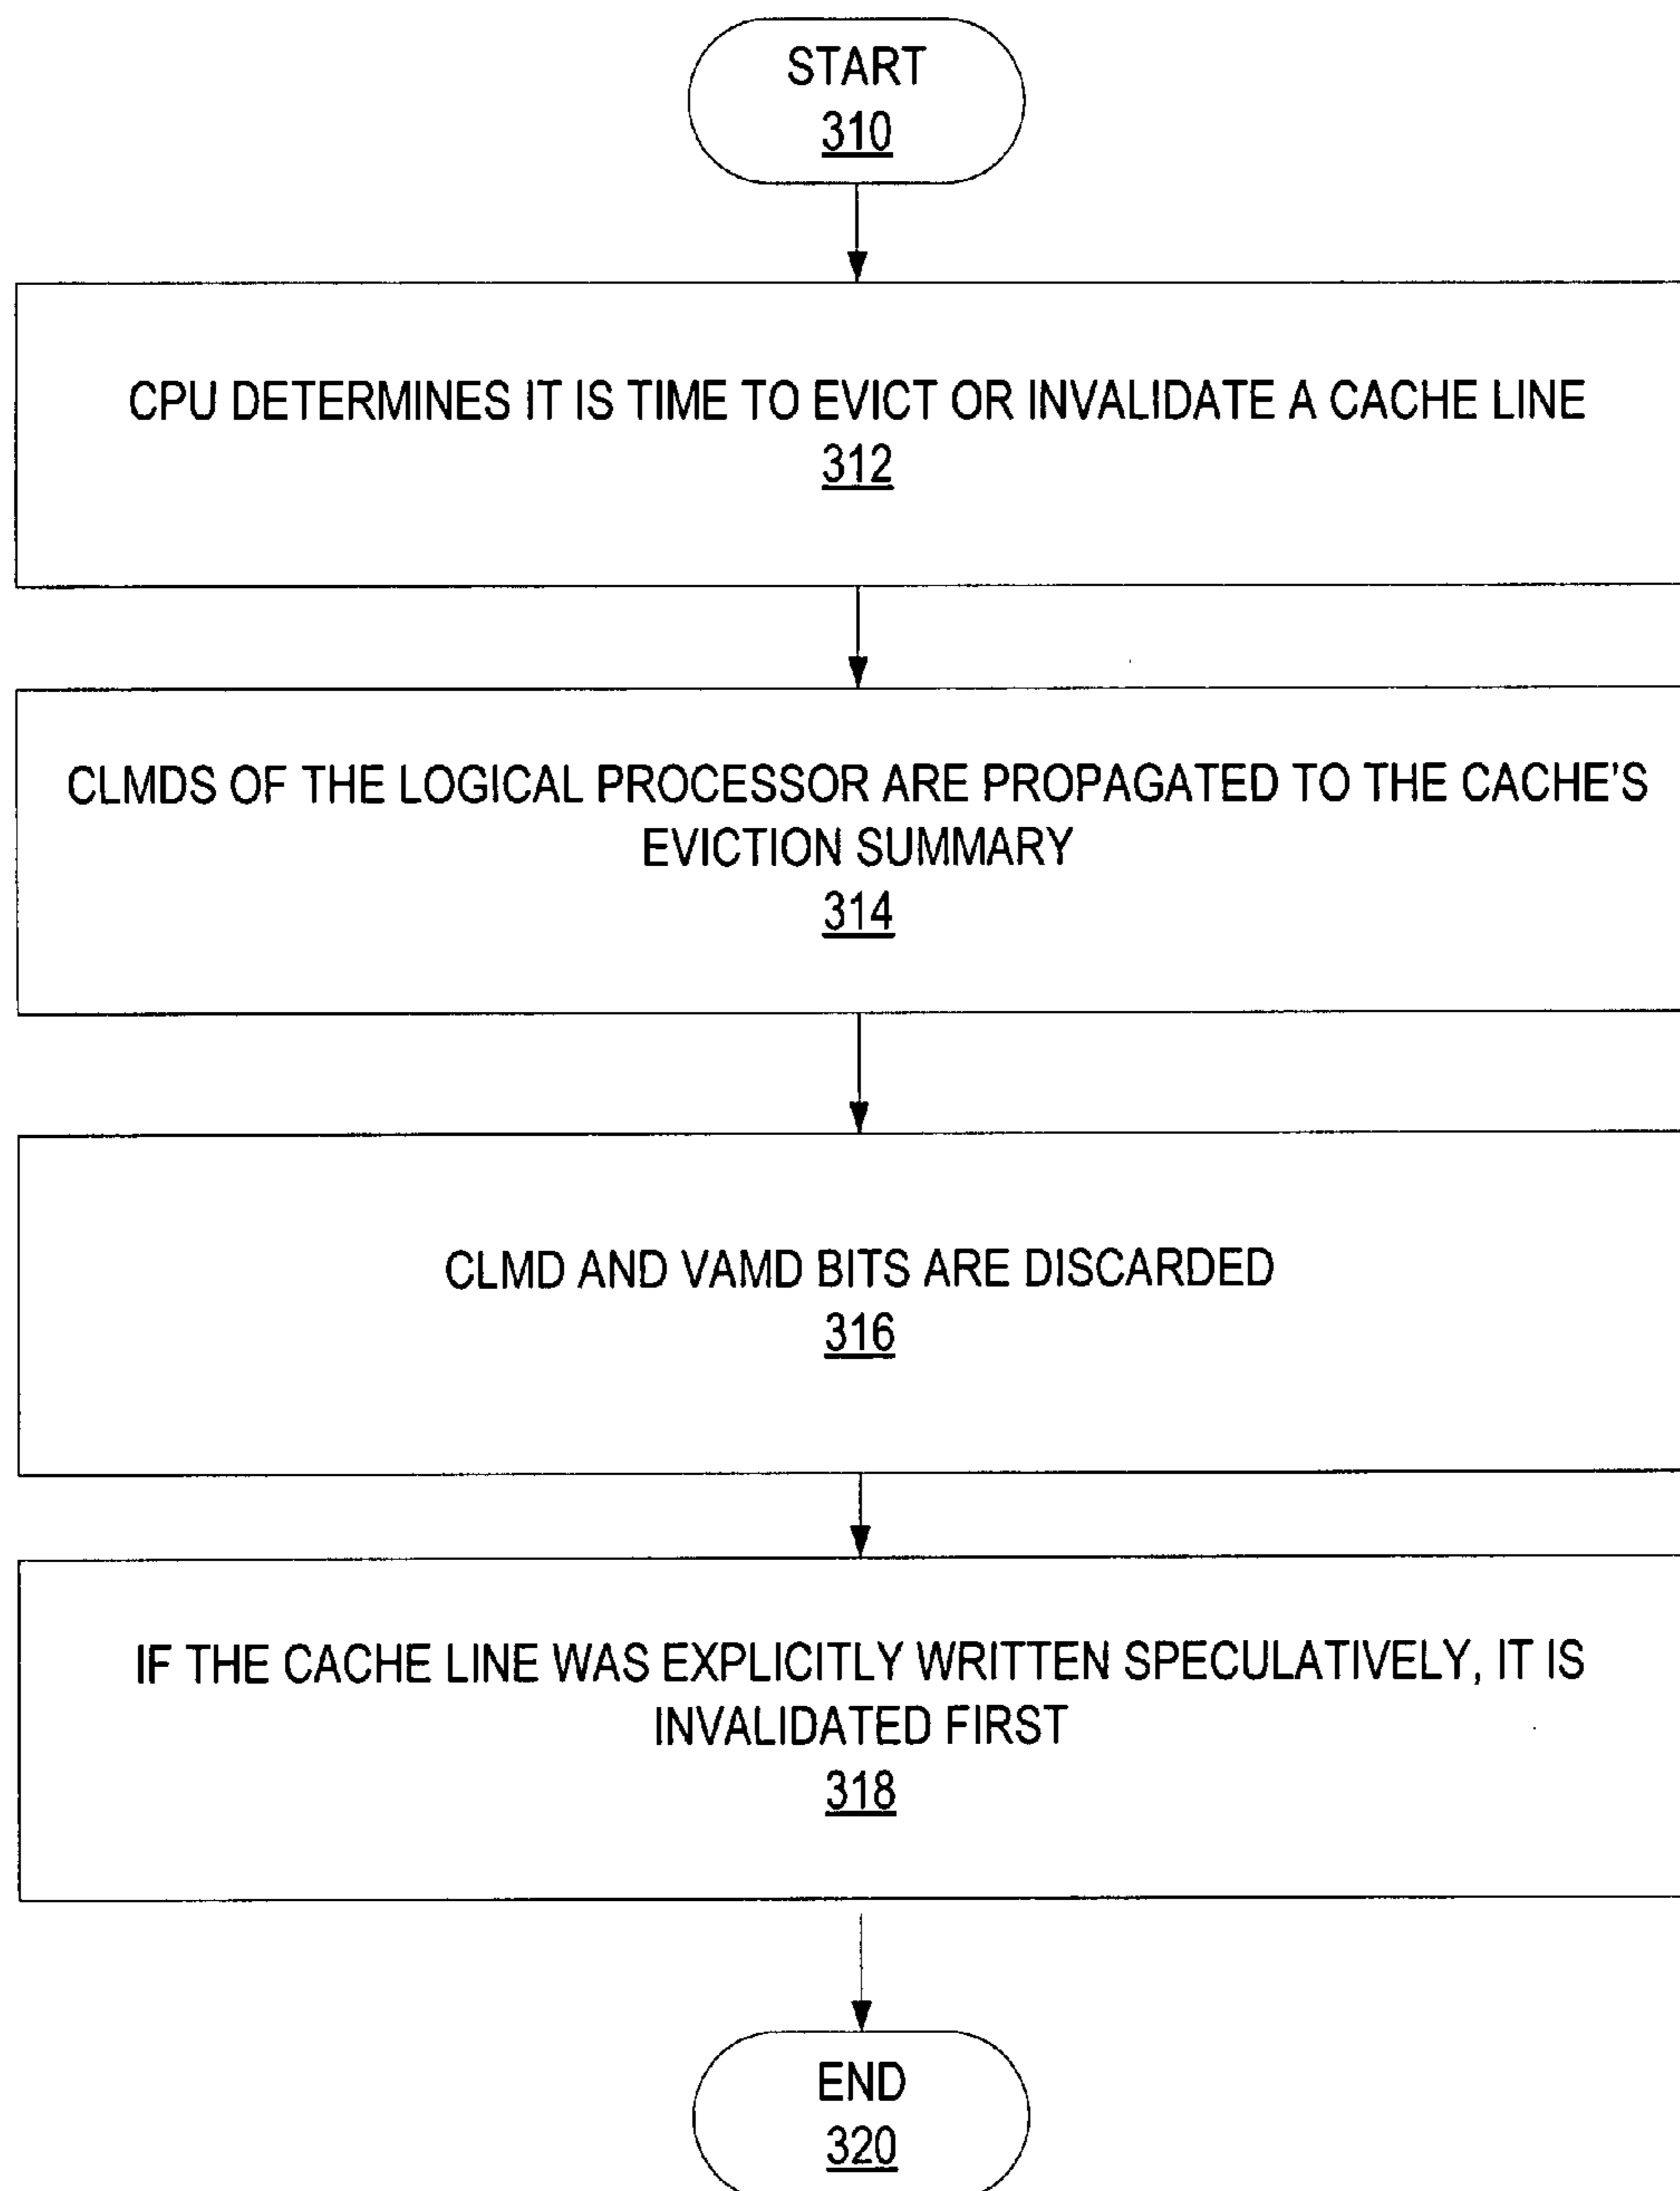 START
310
CPU DETERMINES IT IS TIME TO EVICT OR INVALIDATE A CACHE LINE
312
CLMDS OF THE LOGICAL PROCESSOR ARE PROPAGATED TO THE CACHE'S
EVICTION SUMMARY
314
CLMD AND VAMD BITS ARE DISCARDED
316
IF THE CACHE LINE WAS EXPLICITLY WRITTEN SPECULATIVELY, IT IS
INVALIDATED FIRST
318
END
320